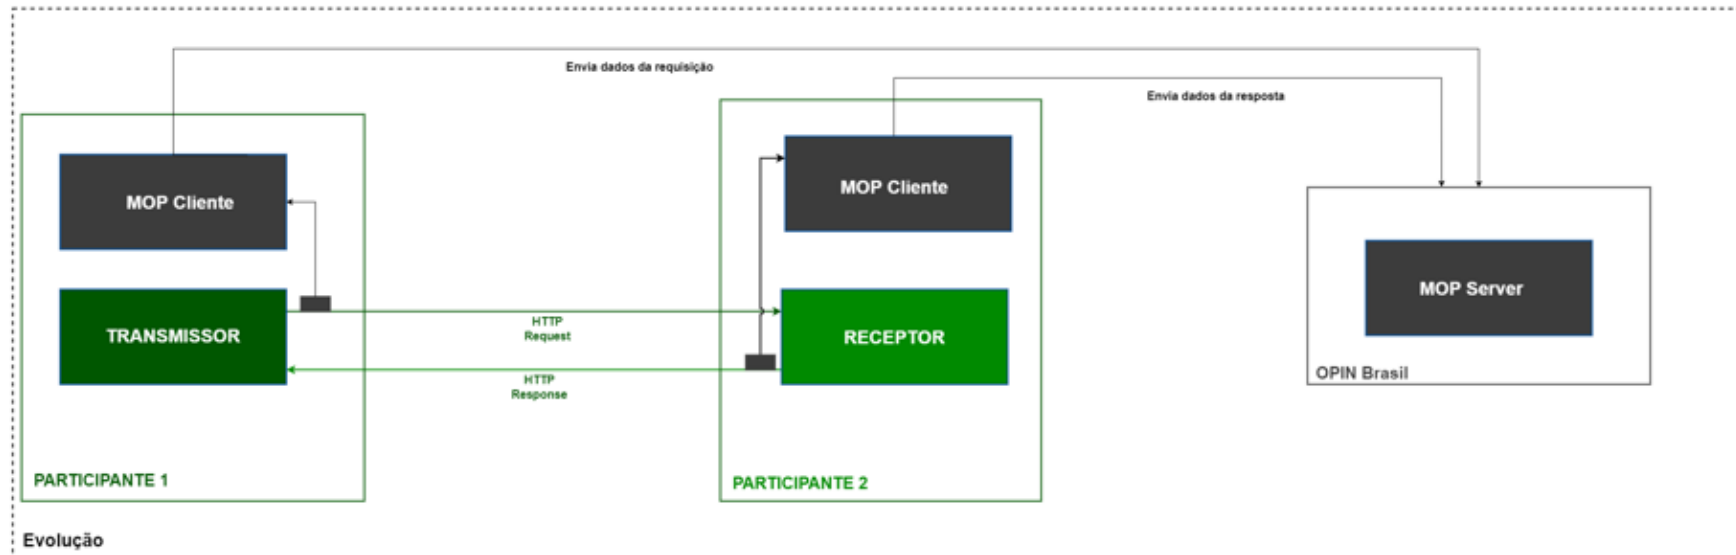 Envia dados da requisição
Envia dados da resposta
MOP Cliente
MOP Cliente
MOP Server
TRANSMISSOR
HTTP
Request
RECEPTOR
HTTP
Response
OPIN Brasil
PARTICIPANTE 1
PARTICIPANTE 2
Evolução